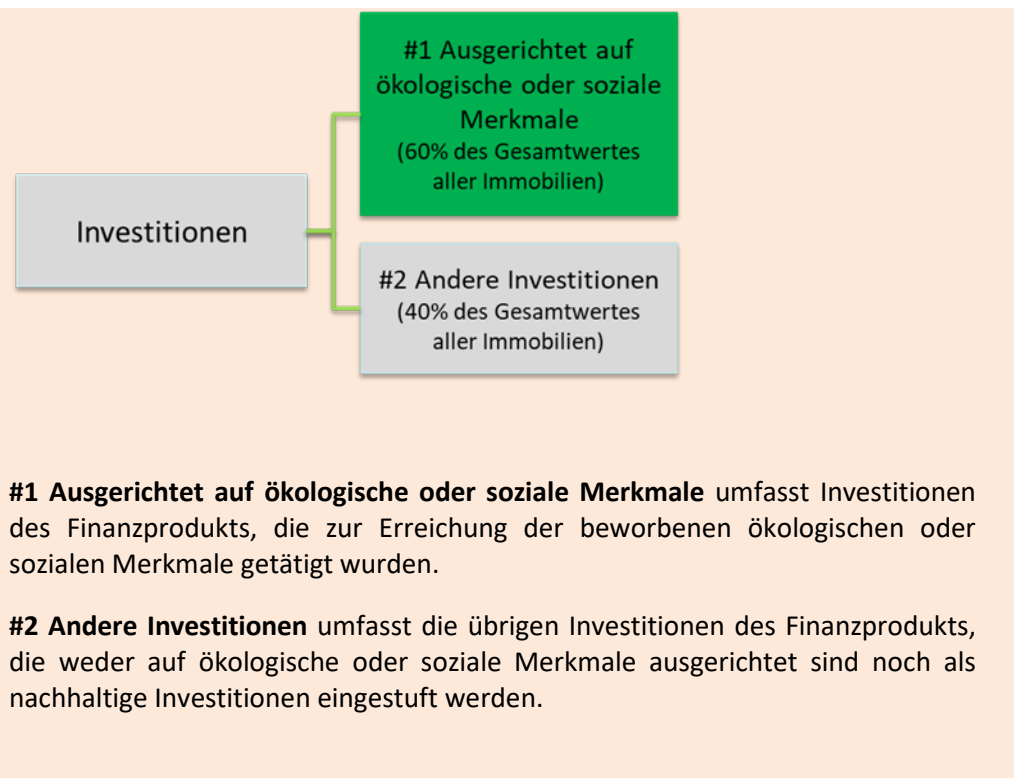 #1 Ausgerichtet auf
ökologische oder soziale
Merkmale
(60% des Gesamtwertes
aller Immobilien)
Investitionen
#2 Andere Investitionen
(40% des Gesamtwertes
aller Immobilien)
#1 Ausgerichtet auf ökologische oder soziale Merkmale umfasst Investitionen
des Finanzprodukts, die zur Erreichung der beworbenen ökologischen oder
sozialen Merkmale getätigt wurden.
#2 Andere Investitionen umfasst die übrigen Investitionen des Finanzprodukts,
die weder auf ökologische oder soziale Merkmale ausgerichtet sind noch als
nachhaltige Investitionen eingestuft werden.